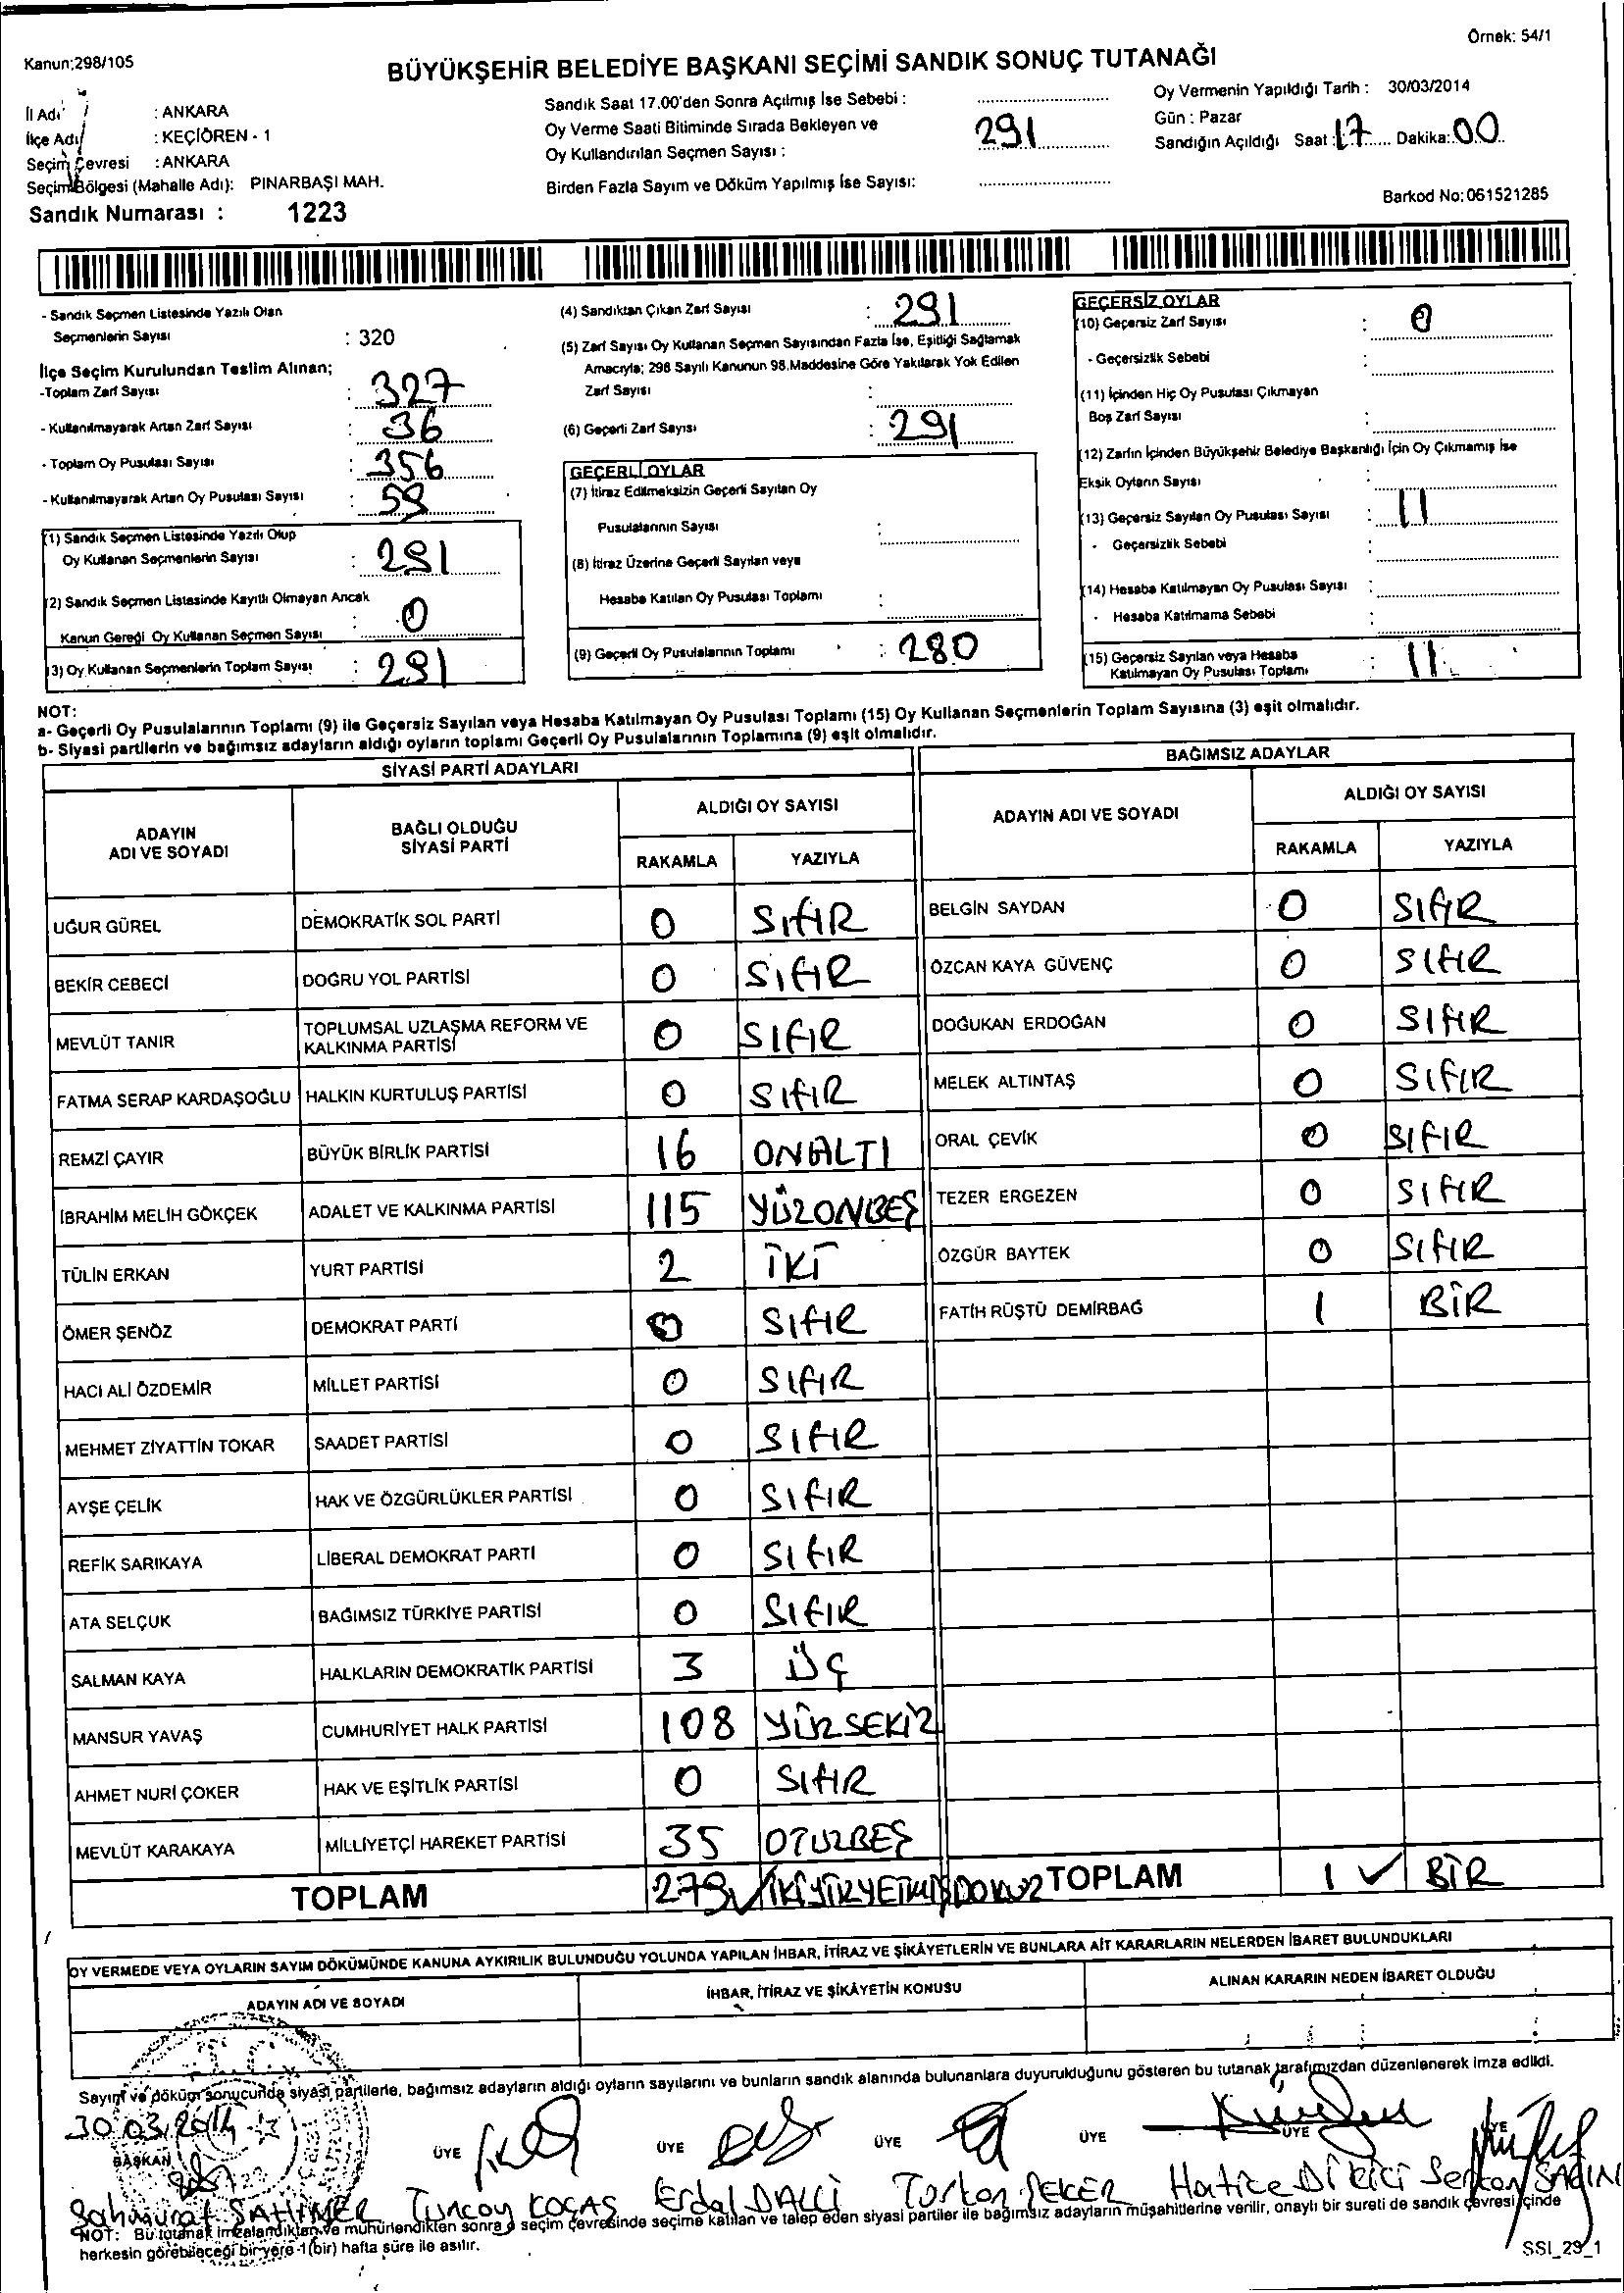 Örnek: 54/1
Kanun:298/105
BÜYÜKŞEHİR BELEDİYE BAŞKANI SEÇİMİ SANDIK SONUÇ TUTANAĞI
İl Adı : ANKARA
İlçe Adı : KEÇİÖREN - 1
Seçim Çevresi : ANKARA
Seçim Bölgesi (Mahalle Adı): PINARBAŞI MAH.
Sandık Numarası : 1223
Sandık Saat 17.00'den Sonra Açılmış İse Sebebi :
Oy Verme Saati Bitiminde Sırada Bekleyen ve
Oy Kullandırılan Seçmen Sayısı : 291
Birden Fazla Sayım ve Döküm Yapılmış İse Sayısı:
Oy Vermenin Yapıldığı Tarih : 30/03/2014
Gün : Pazar
Sandığın Açıldığı Saat : 17 Dakika: 00
Barkod No: 061521285
- Sandık Seçmen Listesinde Yazılı Olan
Seçmenlerin Sayısı : 320
İlçe Seçim Kurulundan Teslim Alınan;
-Toplam Zarf Sayısı : 327
- Kullanılmayarak Artan Zarf Sayısı : 36
- Toplam Oy Pusulası Sayısı : 356
- Kullanılmayarak Artan Oy Pusulası Sayısı : 59
(1) Sandık Seçmen Listesinde Yazılı Olup
Oy Kullanan Seçmenlerin Sayısı : 291
(2) Sandık Seçmen Listesinde Kayıtlı Olmayan Ancak
Kanun Gereği Oy Kullanan Seçmen Sayısı : 0
(3) Oy Kullanan Seçmenlerin Toplam Sayısı : 291
(4) Sandıktan Çıkan Zarf Sayısı : 291
(5) Zarf Sayısı Oy Kullanan Seçmen Sayısından Fazla İse, Eşitliği Sağlamak
Amacıyla; 298 Sayılı Kanunun 98.Maddesine Göre Yakılarak Yok Edilen
Zarf Sayısı :
(6) Geçerli Zarf Sayısı : 291
GEÇERLİ OYLAR
(7) İtiraz Edilmeksizin Geçerli Sayılan Oy
Pusulalarının Sayısı :
(8) İtiraz Üzerine Geçerli Sayılan veya
Hesaba Katılan Oy Pusulası Toplamı :
(9) Geçerli Oy Pusulalarının Toplamı : 280
GEÇERSİZ OYLAR
(10) Geçersiz Zarf Sayısı : 0
- Geçersizlik Sebebi :
(11) İçinden Hiç Oy Pusulası Çıkmayan
Boş Zarf Sayısı :
(12) Zarfın İçinden Büyükşehir Belediye Başkanlığı İçin Oy Çıkmamış İse
Eksik Oyların Sayısı :
(13) Geçersiz Sayılan Oy Pusulası Sayısı : 11
- Geçersizlik Sebebi :
(14) Hesaba Katılmayan Oy Pusulası Sayısı :
- Hesaba Katılmama Sebebi :
(15) Geçersiz Sayılan veya Hesaba
Katılmayan Oy Pusulası Toplamı : 11
NOT:
a- Geçerli Oy Pusulalarının Toplamı (9) ile Geçersiz Sayılan veya Hesaba Katılmayan Oy Pusulası Toplamı (15) Oy Kullanan Seçmenlerin Toplam Sayısına (3) eşit olmalıdır.
b- Siyasi partilerin ve bağımsız adayların aldığı oyların toplamı Geçerli Oy Pusulalarının Toplamına (9) eşit olmalıdır.
SİYASİ PARTİ ADAYLARI
ADAYIN ADI VE SOYADI BAĞLI OLDUĞU SİYASİ PARTİ ALDIĞI OY SAYISI
RAKAMLA YAZIYLA
UĞUR GÜREL DEMOKRATİK SOL PARTİ 0 SIFIR
BEKİR CEBECİ DOĞRU YOL PARTİSİ 0 SIFIR
MEVLÜT TANIR TOPLUMSAL UZLAŞMA REFORM VE KALKINMA PARTİSİ 0 SIFIR
FATMA SERAP KARDAŞOĞLU HALKIN KURTULUŞ PARTİSİ 0 SIFIR
REMZİ ÇAYIR BÜYÜK BİRLİK PARTİSİ 16 ONALTI
İBRAHİM MELİH GÖKÇEK ADALET VE KALKINMA PARTİSİ 115 YÜZONBEŞ
TÜLİN ERKAN YURT PARTİSİ 2 İKİ
ÖMER ŞENÖZ DEMOKRAT PARTİ 0 SIFIR
HACI ALİ ÖZDEMİR MİLLET PARTİSİ 0 SIFIR
MEHMET ZİYATTİN TOKAR SAADET PARTİSİ 0 SIFIR
AYŞE ÇELİK HAK VE ÖZGÜRLÜKLER PARTİSİ 0 SIFIR
REFİK SARIKAYA LİBERAL DEMOKRAT PARTİ 0 SIFIR
ATA SELÇUK BAĞIMSIZ TÜRKİYE PARTİSİ 0 SIFIR
SALMAN KAYA HALKLARIN DEMOKRATİK PARTİSİ 3 ÜÇ
MANSUR YAVAŞ CUMHURİYET HALK PARTİSİ 108 YÜZSEKİZ
AHMET NURİ ÇOKER HAK VE EŞİTLİK PARTİSİ 0 SIFIR
MEVLÜT KARAKAYA MİLLİYETÇİ HAREKET PARTİSİ 35 OTUZBEŞ
TOPLAM 279 İKİYÜZYETMİŞDOKUZ
BAĞIMSIZ ADAYLAR
ADAYIN ADI VE SOYADI ALDIĞI OY SAYISI
RAKAMLA YAZIYLA
BELGİN SAYDAN 0 SIFIR
ÖZCAN KAYA GÜVENÇ 0 SIFIR
DOĞUKAN ERDOĞAN 0 SIFIR
MELEK ALTINTAŞ 0 SIFIR
ORAL ÇEVİK 0 SIFIR
TEZER ERGEZEN 0 SIFIR
ÖZGÜR BAYTEK 0 SIFIR
FATİH RÜŞTÜ DEMİRBAĞ 1 BİR
TOPLAM 1 ✓ BİR
OY VERMEDE VEYA OYLARIN SAYIM DÖKÜMÜNDE KANUNA AYKIRILIK BULUNDUĞU YOLUNDA YAPILAN İHBAR, İTİRAZ VE ŞİKÂYETLERİN VE BUNLARA AİT KARARLARIN NELERDEN İBARET BULUNDUKLARI
ADAYIN ADI VE SOYADI İHBAR, İTİRAZ VE ŞİKÂYETİN KONUSU ALINAN KARARIN NEDEN İBARET OLDUĞU
Sayım ve döküm sonucunda siyasi partilerle, bağımsız adayların aldığı oyların sayılarını ve bunların sandık alanında bulunanlara duyurulduğunu gösteren bu tutanak tarafımızdan düzenlenerek imza edildi.
30.03.2014
BAŞKAN ÜYE ÜYE ÜYE ÜYE ÜYE ÜYE
Tuncay KOÇAŞ Erdal DALCI Hatice DİKİCİ
NOT: Bu tutanak imzalandıktan ve mühürlendikten sonra o seçim çevresinde seçime katılan ve talep eden siyasi partiler ile bağımsız adayların müşahitlerine verilir, onaylı bir sureti de sandık çevresi içinde
herkesin görebileceği bir yere 1 (bir) hafta süre ile asılır.
SSI_29_1